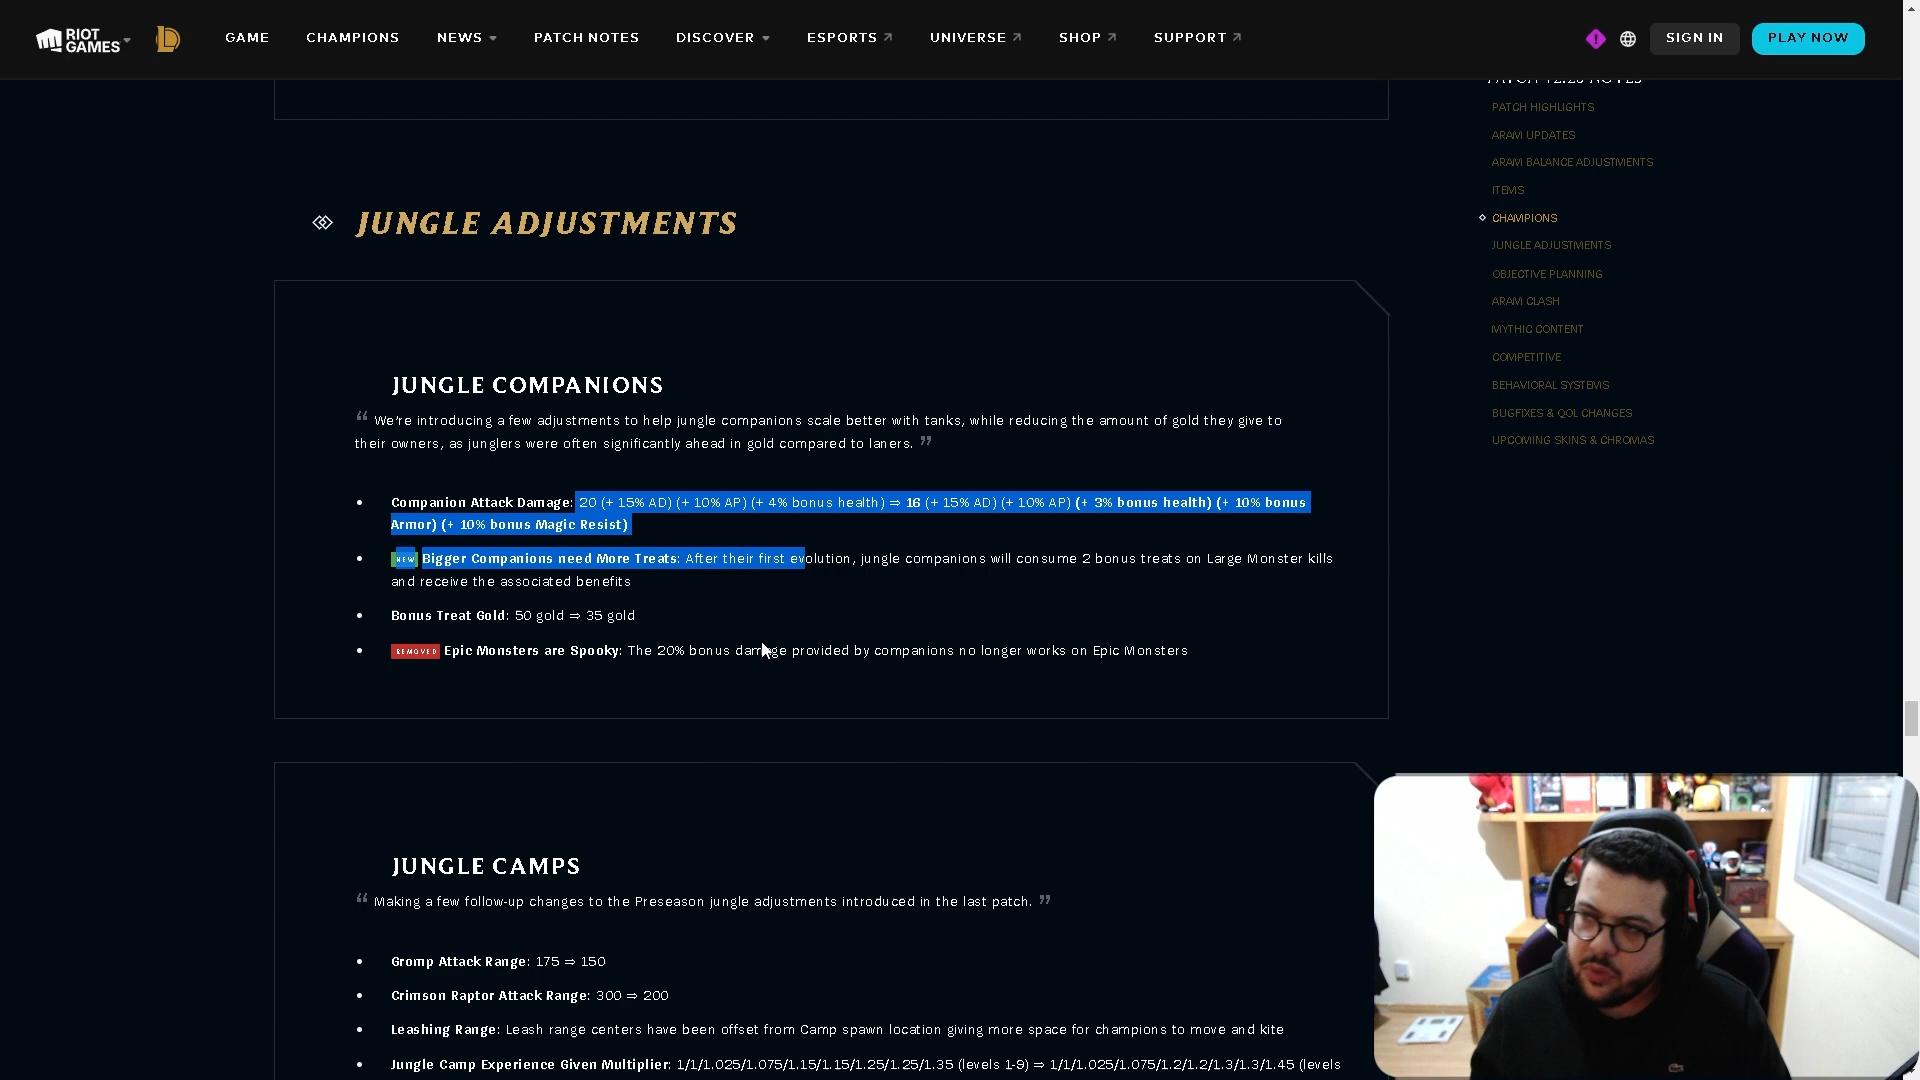 RIOT GAMES
GAME
CHAMPIONS
NEWS
PATCH NOTES
DISCOVER
ESPORTS
UNIVERSE
SHOP
SUPPORT
SIGN IN
PLAY NOW
PATCH 12.23 NOTES
PATCH HIGHLIGHTS
ARAM UPDATES
ARAM BALANCE ADJUSTMENTS
ITEMS
CHAMPIONS
JUNGLE ADJUSTMENTS
OBJECTIVE PLANNING
ARAM CLASH
MYTHIC CONTENT
COMPETITIVE
BEHAVIORAL SYSTEMS
BUGFIXES & QOL CHANGES
UPCOMING SKINS & CHROMAS
JUNGLE ADJUSTMENTS
JUNGLE COMPANIONS
“ We're introducing a few adjustments to help jungle companions scale better with tanks, while reducing the amount of gold they give to
their owners, as junglers were often significantly ahead in gold compared to laners. ”
• Companion Attack Damage: 20 (+ 15% AD) (+ 10% AP) (+ 4% bonus health) ⇒ 16 (+ 15% AD) (+ 10% AP) (+ 3% bonus health) (+ 10% bonus
Armor) (+ 10% bonus Magic Resist)
• NEW Bigger Companions need More Treats: After their first evolution, jungle companions will consume 2 bonus treats on Large Monster kills
and receive the associated benefits
• Bonus Treat Gold: 50 gold ⇒ 35 gold
• REMOVED Epic Monsters are Spooky: The 20% bonus damage provided by companions no longer works on Epic Monsters
JUNGLE CAMPS
“ Making a few follow-up changes to the Preseason jungle adjustments introduced in the last patch. ”
• Gromp Attack Range: 175 ⇒ 150
• Crimson Raptor Attack Range: 300 ⇒ 200
• Leashing Range: Leash range centers have been offset from Camp spawn location giving more space for champions to move and kite
• Jungle Camp Experience Given Multiplier: 1/1/1.025/1.075/1.15/1.15/1.25/1.25/1.35 (levels 1-9) ⇒ 1/1/1.025/1.075/1.2/1.2/1.3/1.3/1.45 (levels